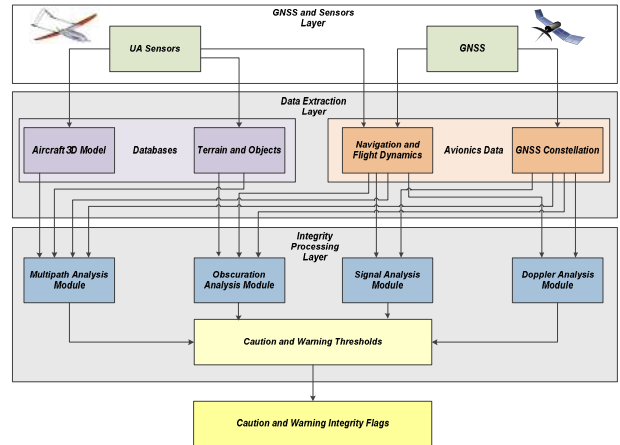 GNSS and Sensors
Layer
UA Sensors
GNSS
Data Extraction
Layer
Aircraft 3D Model
Databases
Terrain and Objects
Navigation and
Flight Dynamics
Avionics Data
GNSS Constellation
Integrity
Processing
Layer
Multipath Analysis
Module
Obscuration
Analysis Module
Signal Analysis
Module
Doppler Analysis
Module
Caution and Warning Thresholds
Caution and Warning Integrity Flags